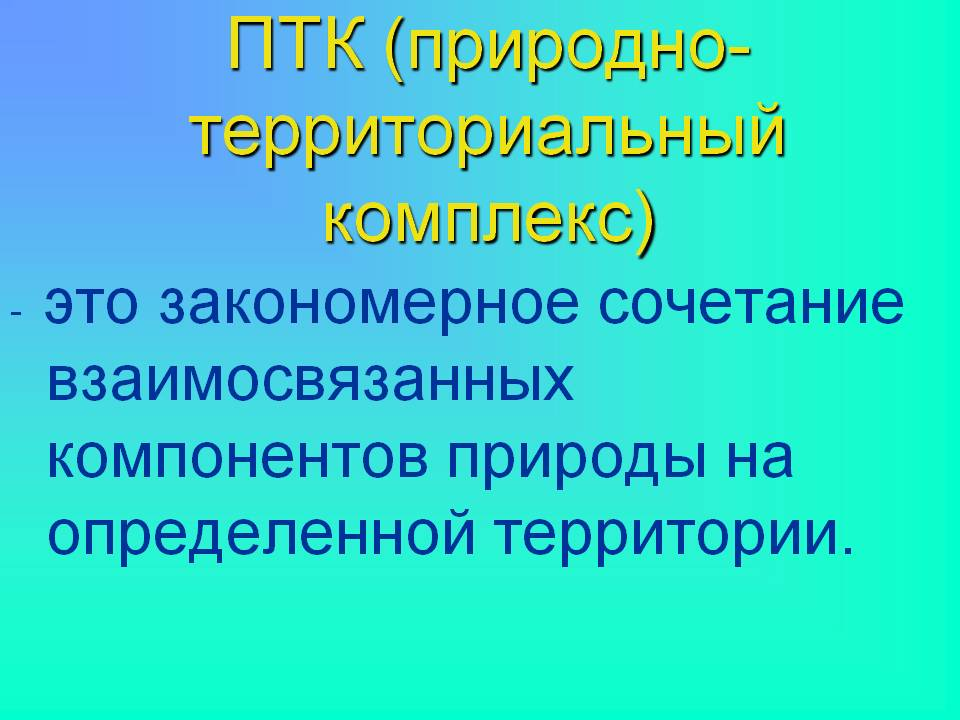 ПТК (природно-
территориальный
комплекс)
- это закономерное сочетание
взаимосвязанных
компонентов природы на
определенной территории.